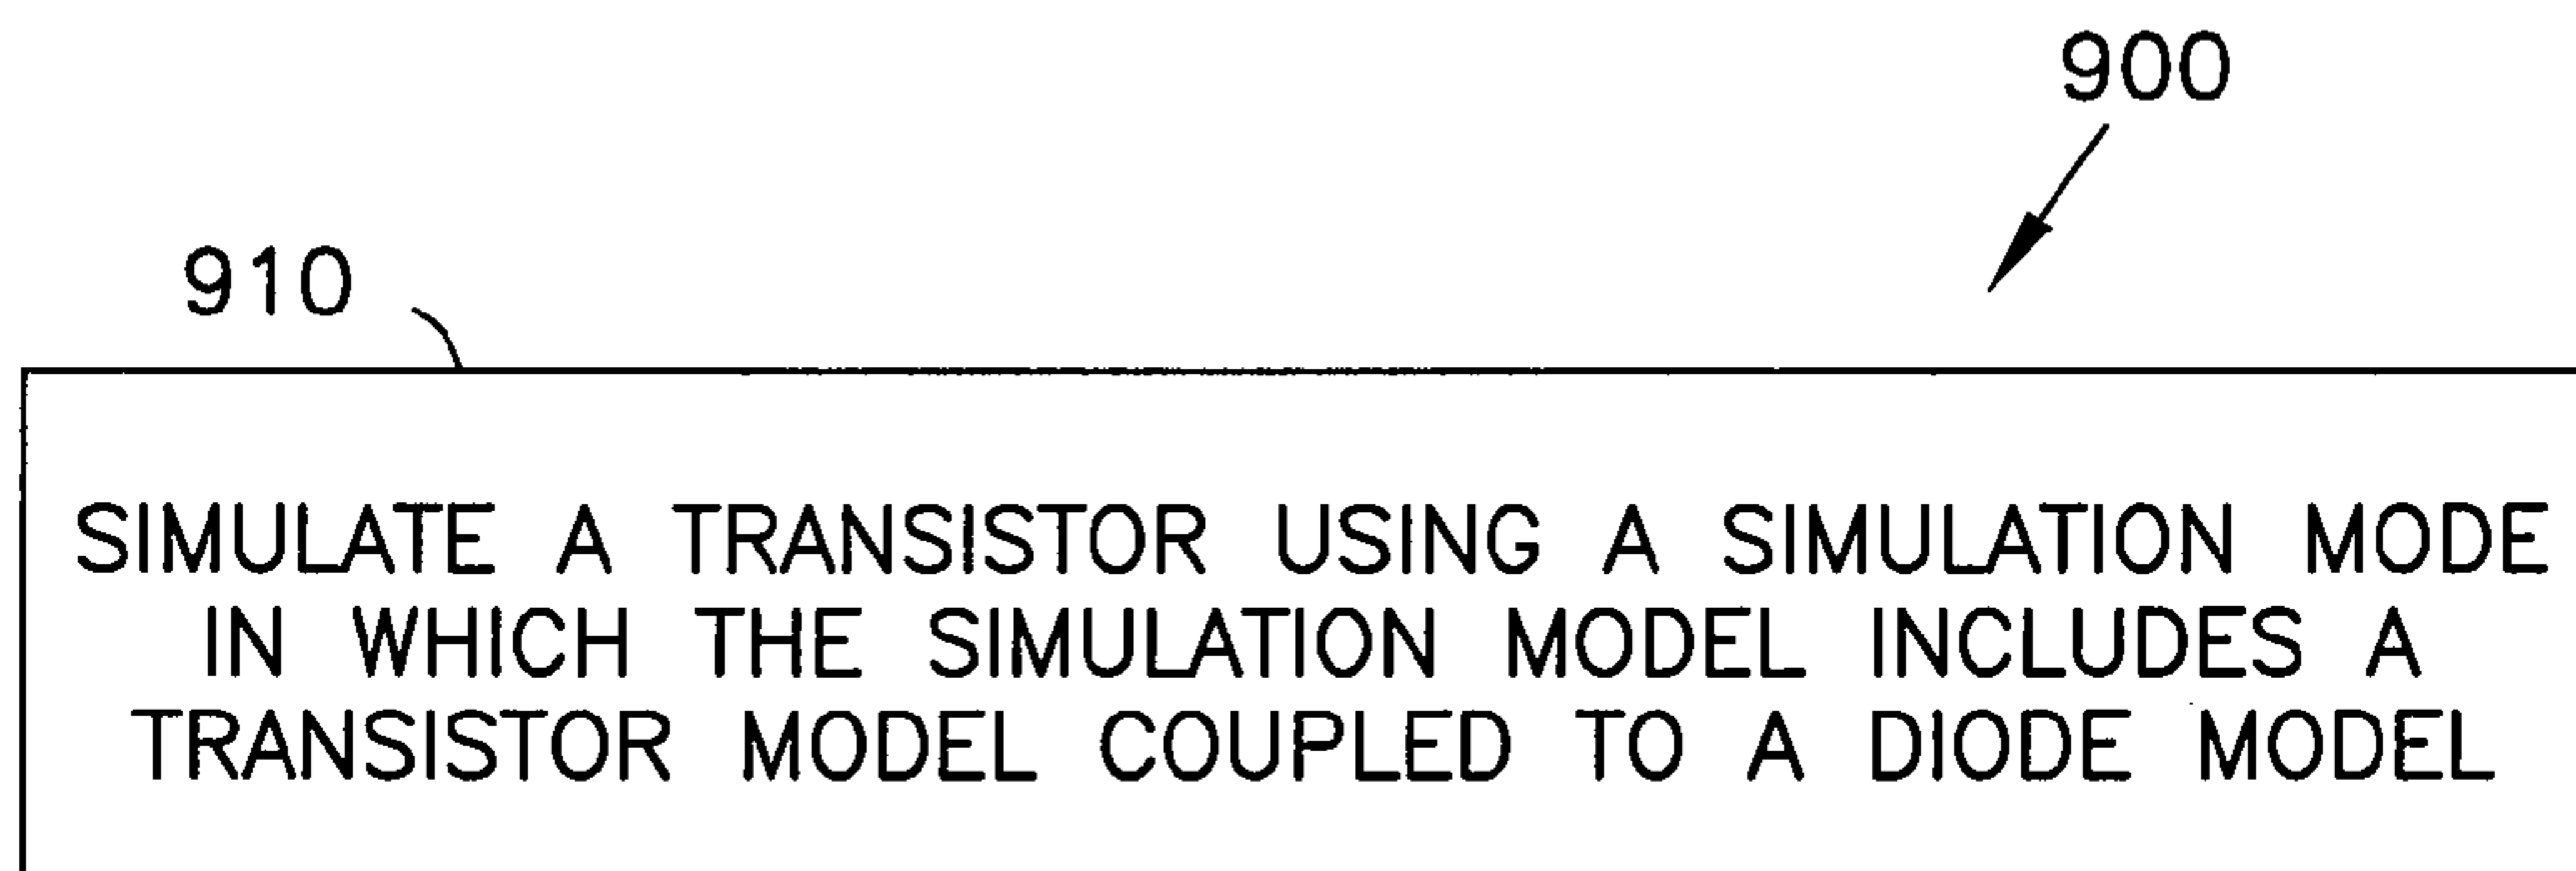 900
910
SIMULATE A TRANSISTOR USING A SIMULATION MODE
IN WHICH THE SIMULATION MODEL INCLUDES A
TRANSISTOR MODEL COUPLED TO A DIODE MODEL